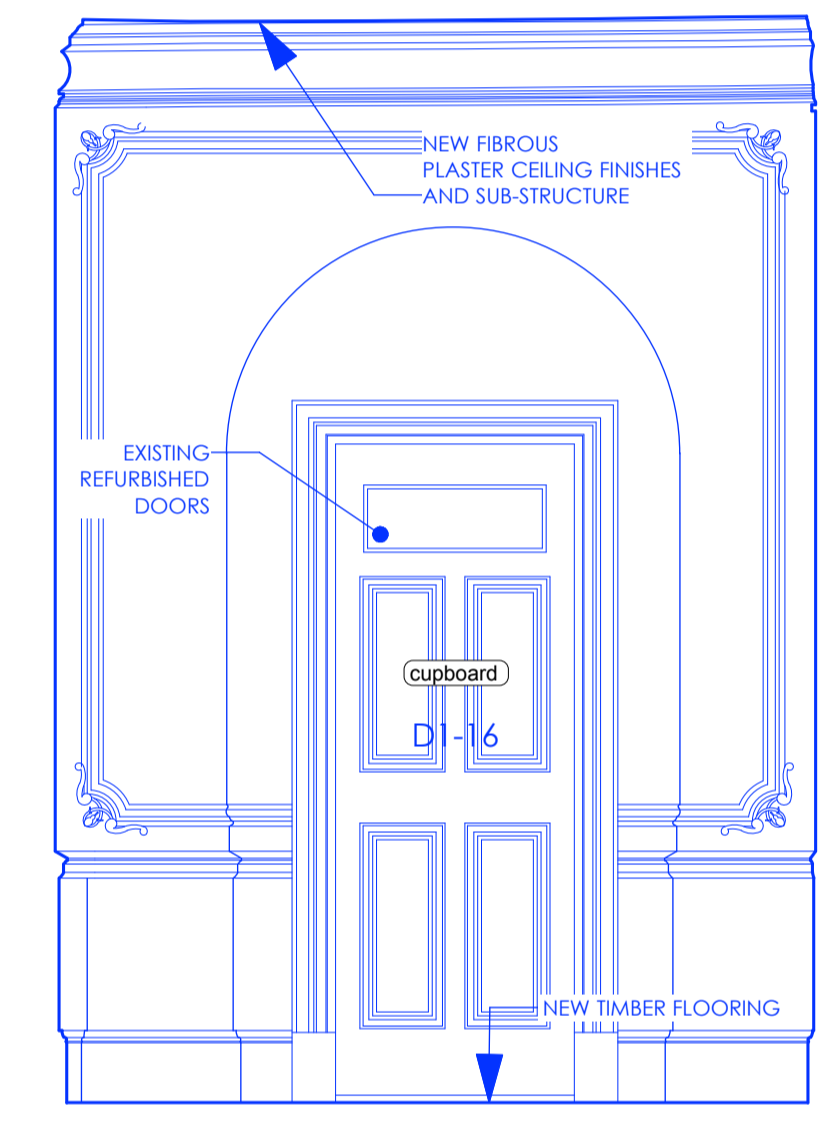 NEW FIBROUS
PLASTER CEILING FINISHES
AND SUB-STRUCTURE
EXISTING
REFURBISHED
DOORS
cupboard
D1-16
NEW TIMBER FLOORING